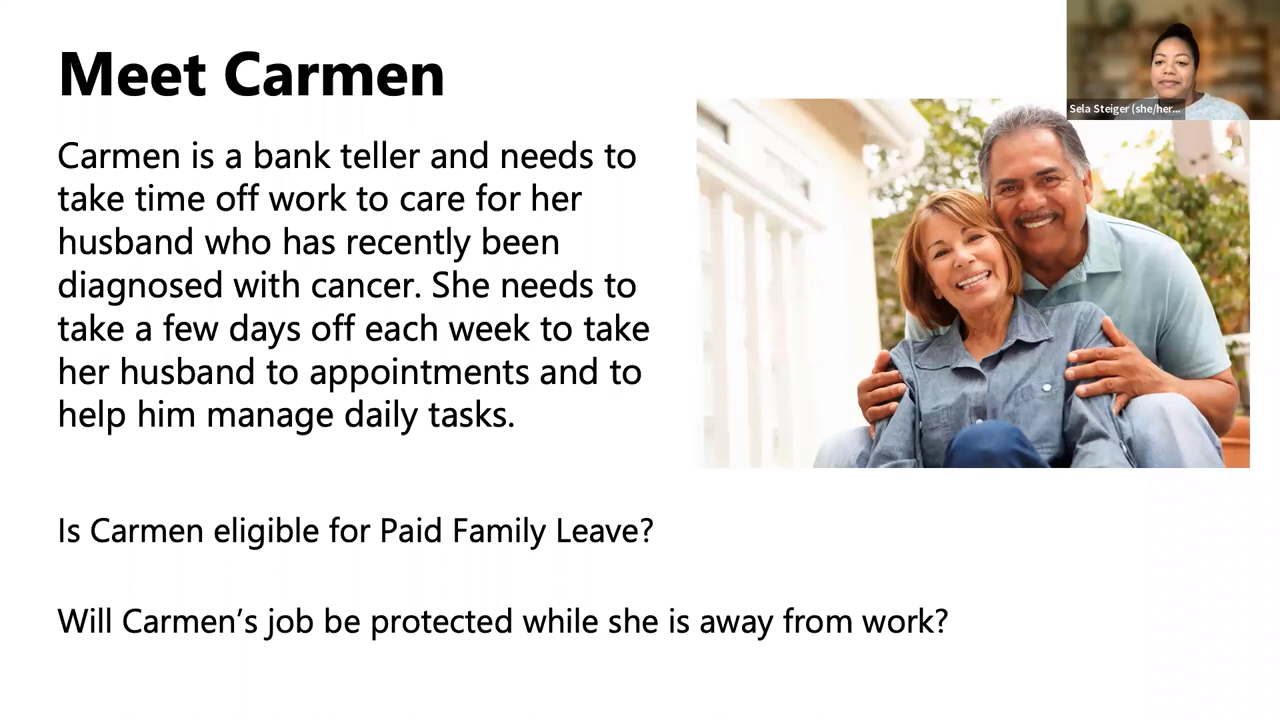 Meet Carmen
Sela Steiger (she/her...
Carmen is a bank teller and needs to
take time off work to care for her
husband who has recently been
diagnosed with cancer. She needs to
take a few days off each week to take
her husband to appointments and to
help him manage daily tasks.
Is Carmen eligible for Paid Family Leave?
Will Carmen’s job be protected while she is away from work?